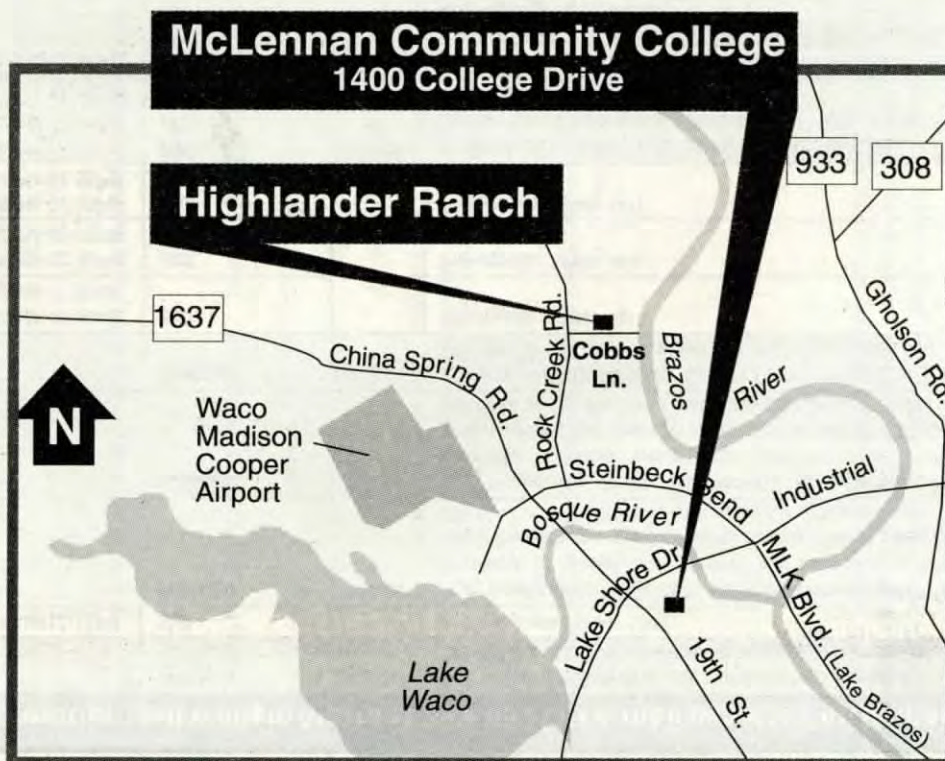 McLennan Community College
1400 College Drive
933
308
Highlander Ranch
1637
China Spring Rd.
Rock Creek Rd.
Cobbs
Ln.
Brazos
River
Gholson Rd.
N
Waco
Madison
Cooper
Airport
Steinbeck Bend
Industrial
Bosque River
Lake Shore Dr.
MLK Blvd. (Lake Brazos)
19th St.
Lake
Waco